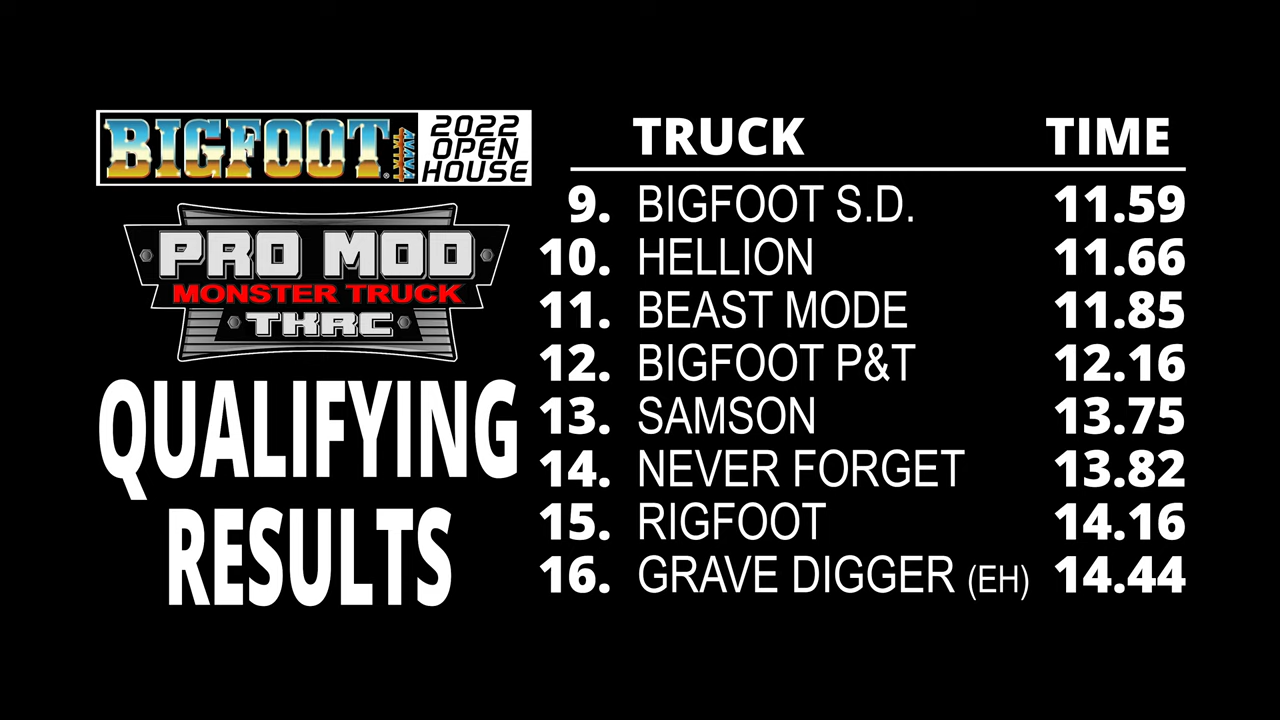 BIGFOOT
4X4X4
®
2022
OPEN
HOUSE
PRO MOD
MONSTER TRUCK
TKRC
QUALIFYING
RESULTS
TRUCK TIME
9. BIGFOOT S.D. 11.59
10. HELLION 11.66
11. BEAST MODE 11.85
12. BIGFOOT P&T 12.16
13. SAMSON 13.75
14. NEVER FORGET 13.82
15. RIGFOOT 14.16
16. GRAVE DIGGER (EH) 14.44